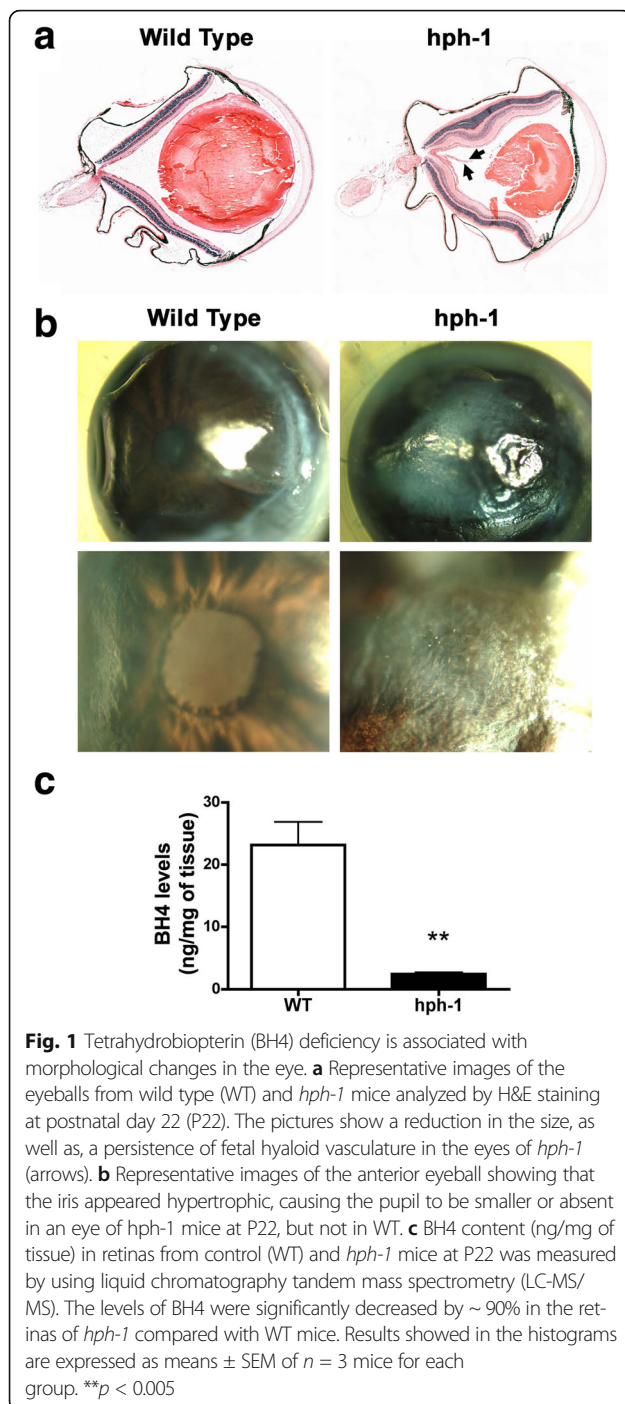 a
Wild Type hph-1
b
Wild Type hph-1
c
BH4 levels
(ng/mg of tissue)
30
20
10
0
**
WT hph-1
Fig. 1 Tetrahydrobiopterin (BH4) deficiency is associated with
morphological changes in the eye. a Representative images of the
eyeballs from wild type (WT) and hph-1 mice analyzed by H&E staining
at postnatal day 22 (P22). The pictures show a reduction in the size, as
well as, a persistence of fetal hyaloid vasculature in the eyes of hph-1
(arrows). b Representative images of the anterior eyeball showing that
the iris appeared hypertrophic, causing the pupil to be smaller or absent
in an eye of hph-1 mice at P22, but not in WT. c BH4 content (ng/mg of
tissue) in retinas from control (WT) and hph-1 mice at P22 was measured
by using liquid chromatography tandem mass spectrometry (LC-MS/
MS). The levels of BH4 were significantly decreased by ~ 90% in the ret-
inas of hph-1 compared with WT mice. Results showed in the histograms
are expressed as means ± SEM of n = 3 mice for each
group. **p < 0.005